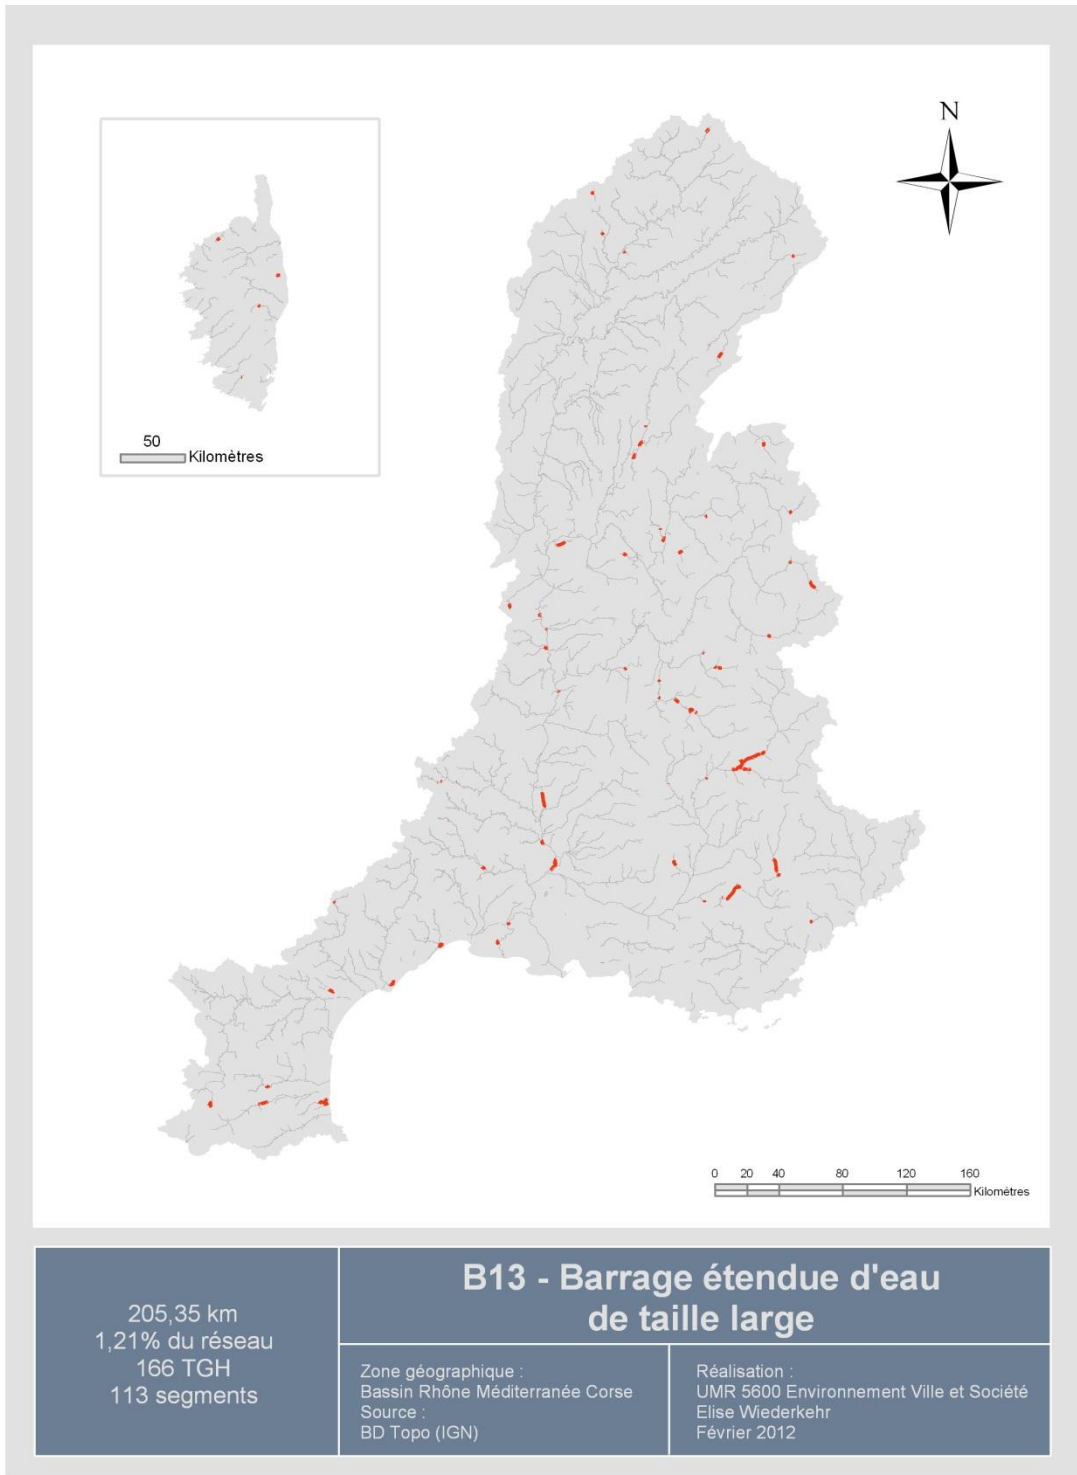 N
50
Kilomètres
0 20 40 80 120 160
Kilomètres
205,35 km
1,21% du réseau
166 TGH
113 segments
B13 - Barrage étendue d'eau
de taille large
Zone géographique :
Bassin Rhône Méditerranée Corse
Source :
BD Topo (IGN)
Réalisation :
UMR 5600 Environnement Ville et Société
Elise Wiederkehr
Février 2012